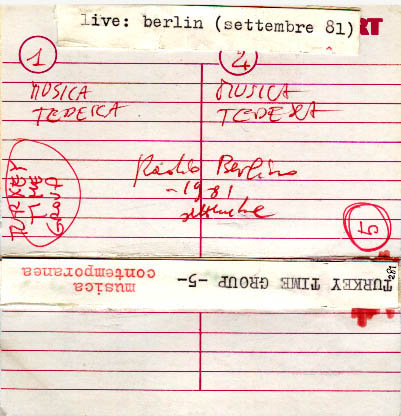 live: berlin (settembre 81)
RT
1
MUSICA
TEDESCA
2
MUSICA
TEDESCA
Radio Berlino
- 1981
settembre
TURKEY
TIME
GROUP
5
TURKEY TIME GROUP -5-
musica
contemporanea